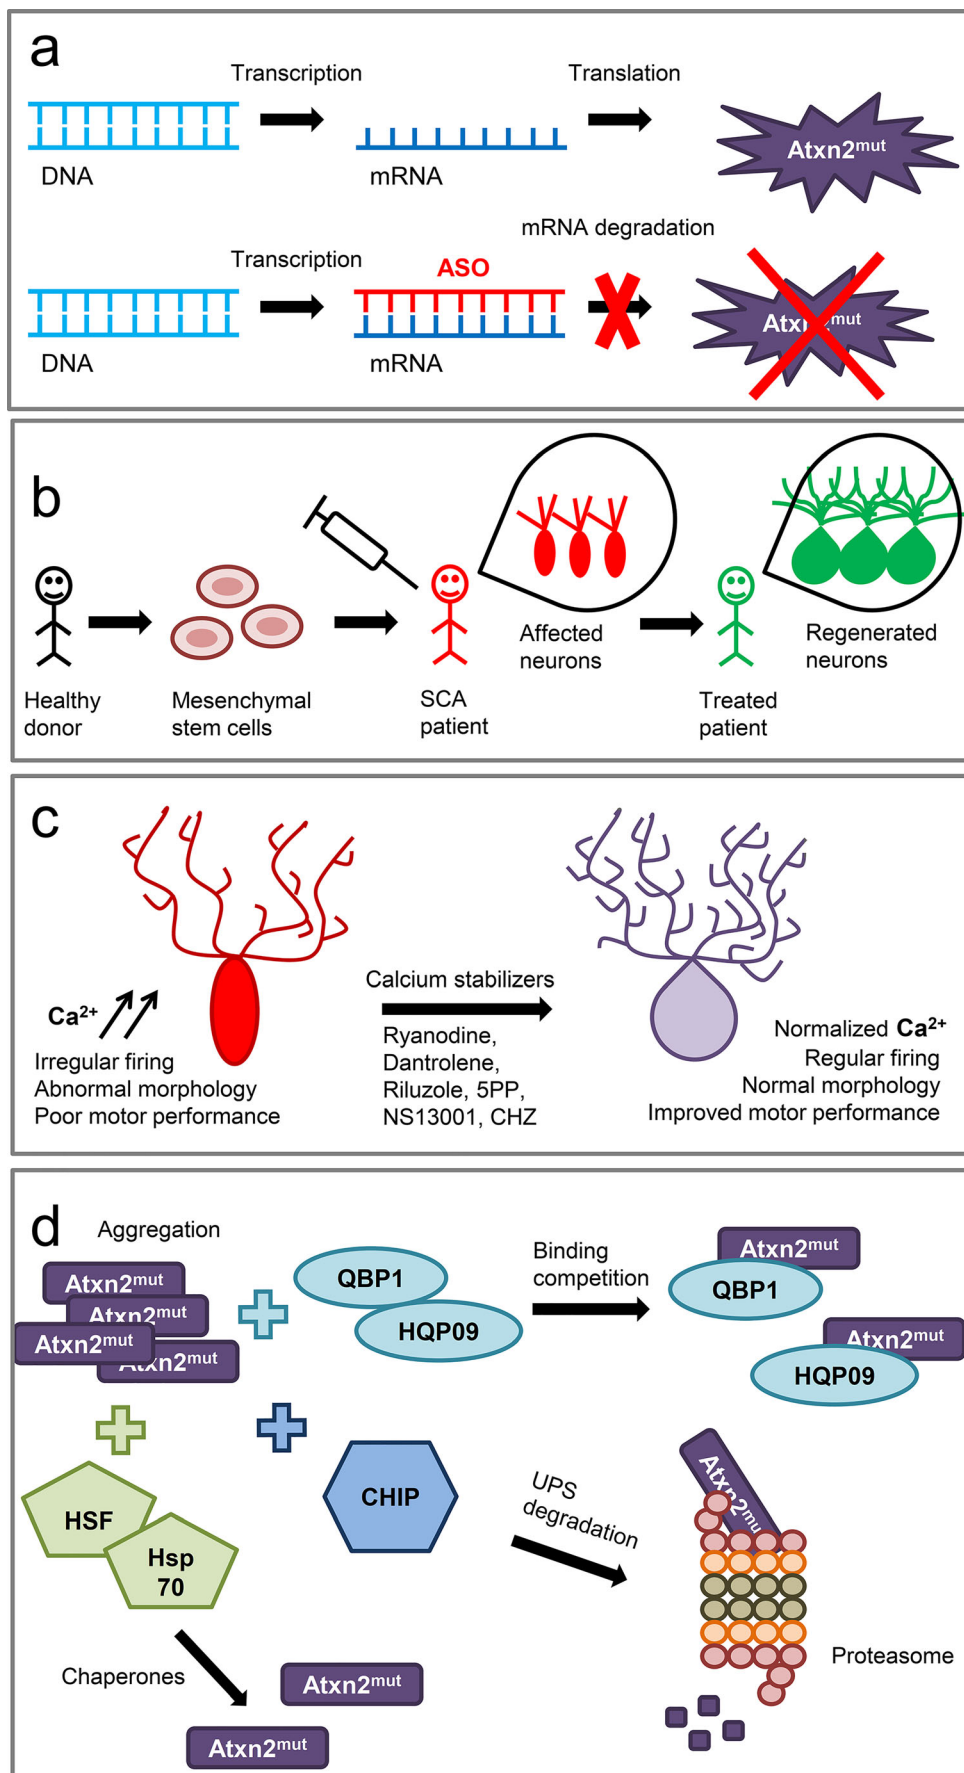 a
Transcription
Translation
DNA
mRNA
Atxn2ᵐᵘᵗ
mRNA degradation
Transcription
ASO
DNA
mRNA
Atxn2ᵐᵘᵗ
b
Healthy
donor
Mesenchymal
stem cells
SCA
patient
Affected
neurons
Treated
patient
Regenerated
neurons
c
Ca²⁺
Irregular firing
Abnormal morphology
Poor motor performance
Calcium stabilizers
Ryanodine,
Dantrolene,
Riluzole, 5PP,
NS13001, CHZ
Normalized Ca²⁺
Regular firing
Normal morphology
Improved motor performance
d
Aggregation
Atxn2ᵐᵘᵗ
Atxn2ᵐᵘᵗ
Atxn2ᵐᵘᵗ
Atxn2ᵐᵘᵗ
QBP1
HQP09
Binding
competition
Atxn2ᵐᵘᵗ
QBP1
Atxn2ᵐᵘᵗ
HQP09
HSF
Hsp
70
CHIP
UPS
degradation
Atxn2ᵐᵘᵗ
Proteasome
Chaperones
Atxn2ᵐᵘᵗ
Atxn2ᵐᵘᵗ